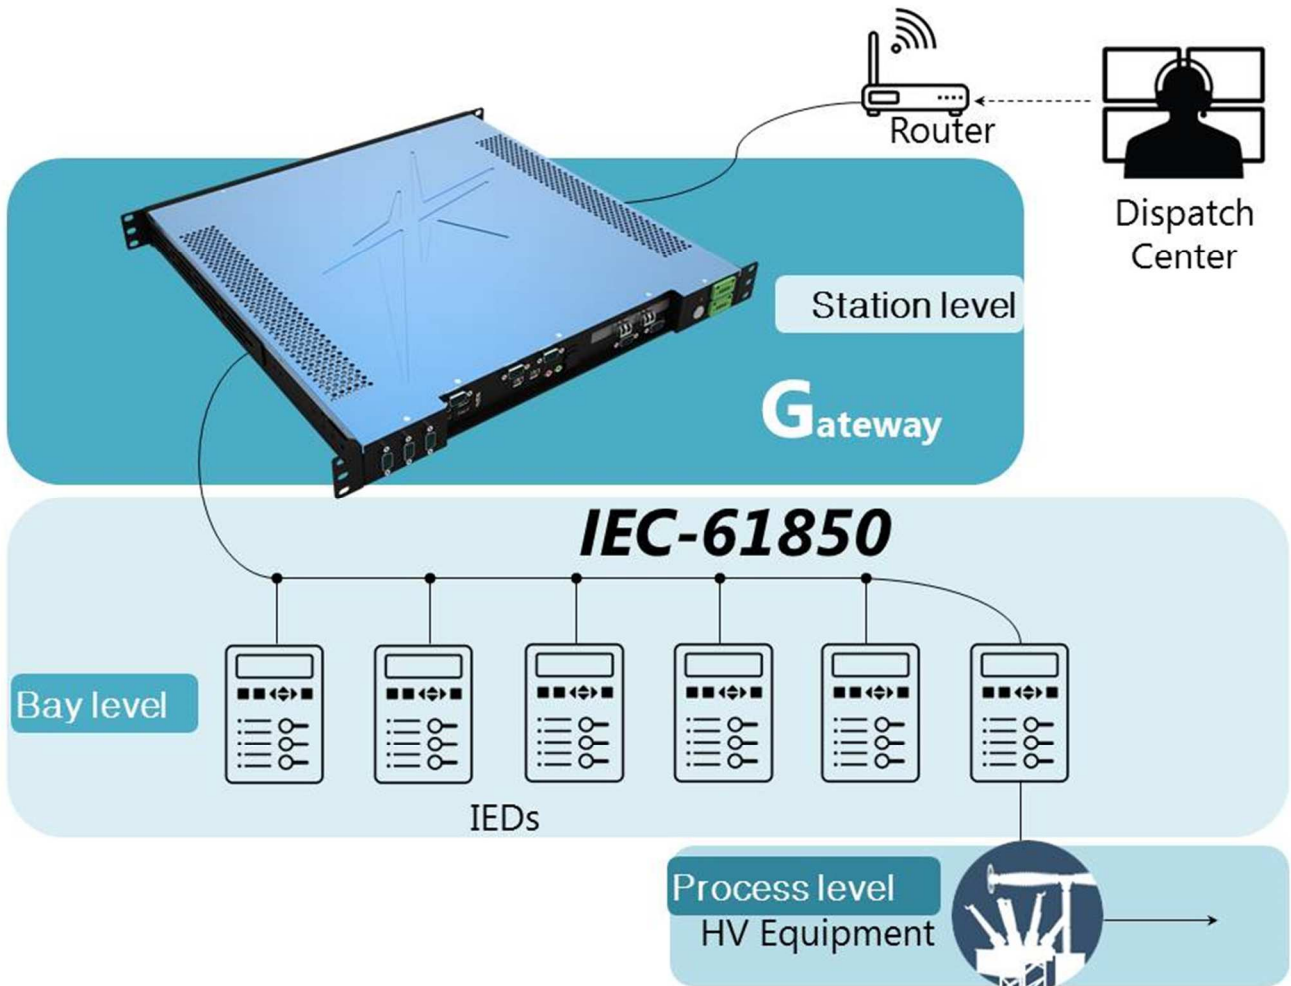 Router
Dispatch
Center
Station level
Gateway
IEC-61850
Bay level
IEDs
Process level
HV Equipment